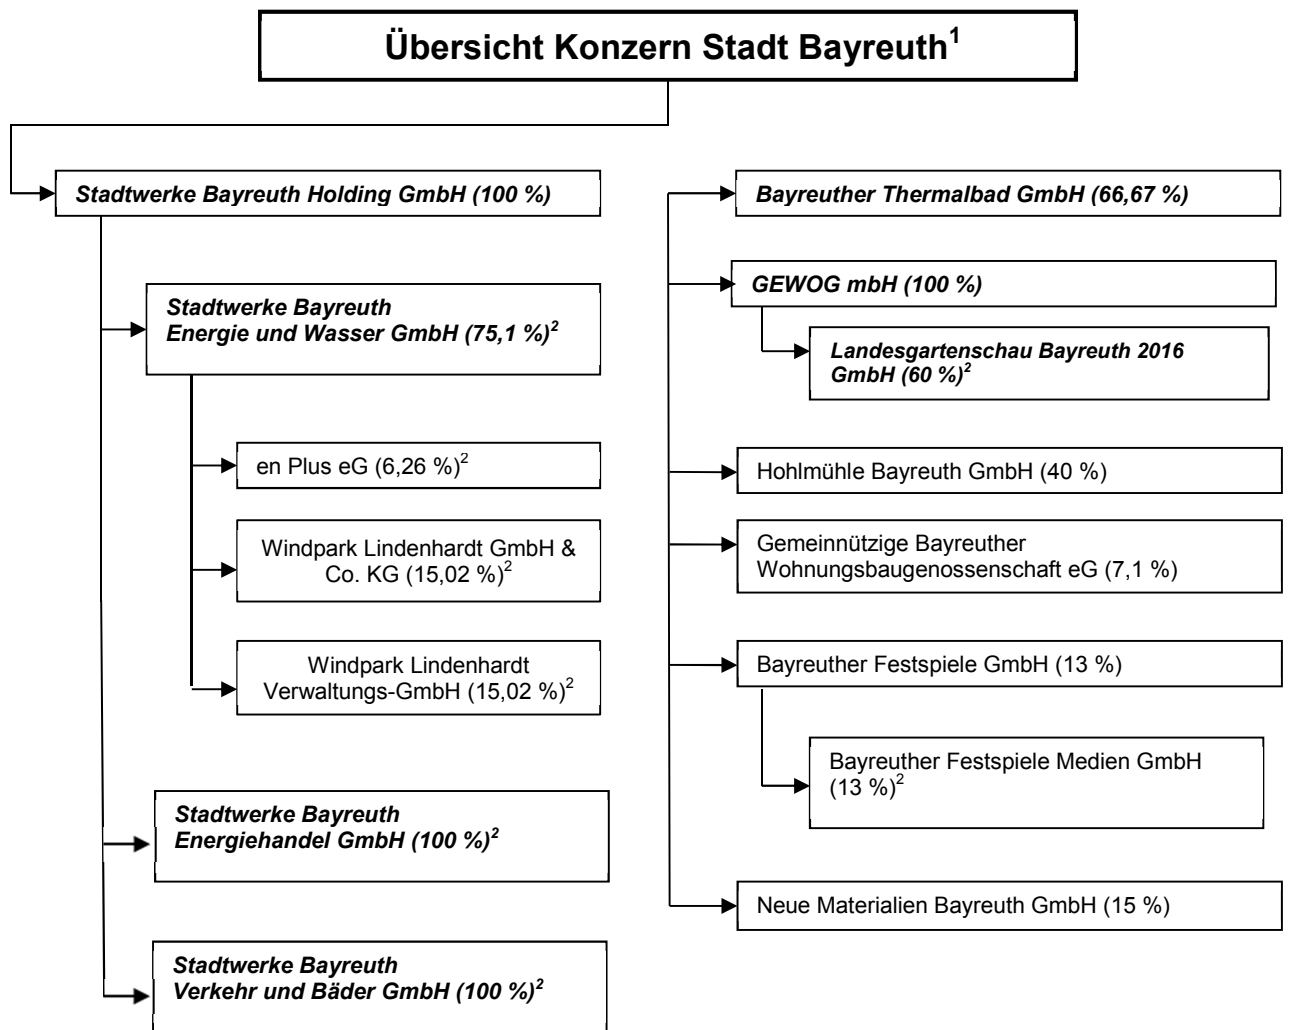 Übersicht Konzern Stadt Bayreuth¹
Stadtwerke Bayreuth Holding GmbH (100 %)
Stadtwerke Bayreuth
Energie und Wasser GmbH (75,1 %)²
en Plus eG (6,26 %)²
Windpark Lindenhardt GmbH &
Co. KG (15,02 %)²
Windpark Lindenhardt
Verwaltungs-GmbH (15,02 %)²
Stadtwerke Bayreuth
Energiehandel GmbH (100 %)²
Stadtwerke Bayreuth
Verkehr und Bäder GmbH (100 %)²
Bayreuther Thermalbad GmbH (66,67 %)
GEWOG mbH (100 %)
Landesgartenschau Bayreuth 2016
GmbH (60 %)²
Hohlmühle Bayreuth GmbH (40 %)
Gemeinnützige Bayreuther
Wohnungsbaugenossenschaft eG (7,1 %)
Bayreuther Festspiele GmbH (13 %)
Bayreuther Festspiele Medien GmbH
(13 %)²
Neue Materialien Bayreuth GmbH (15 %)